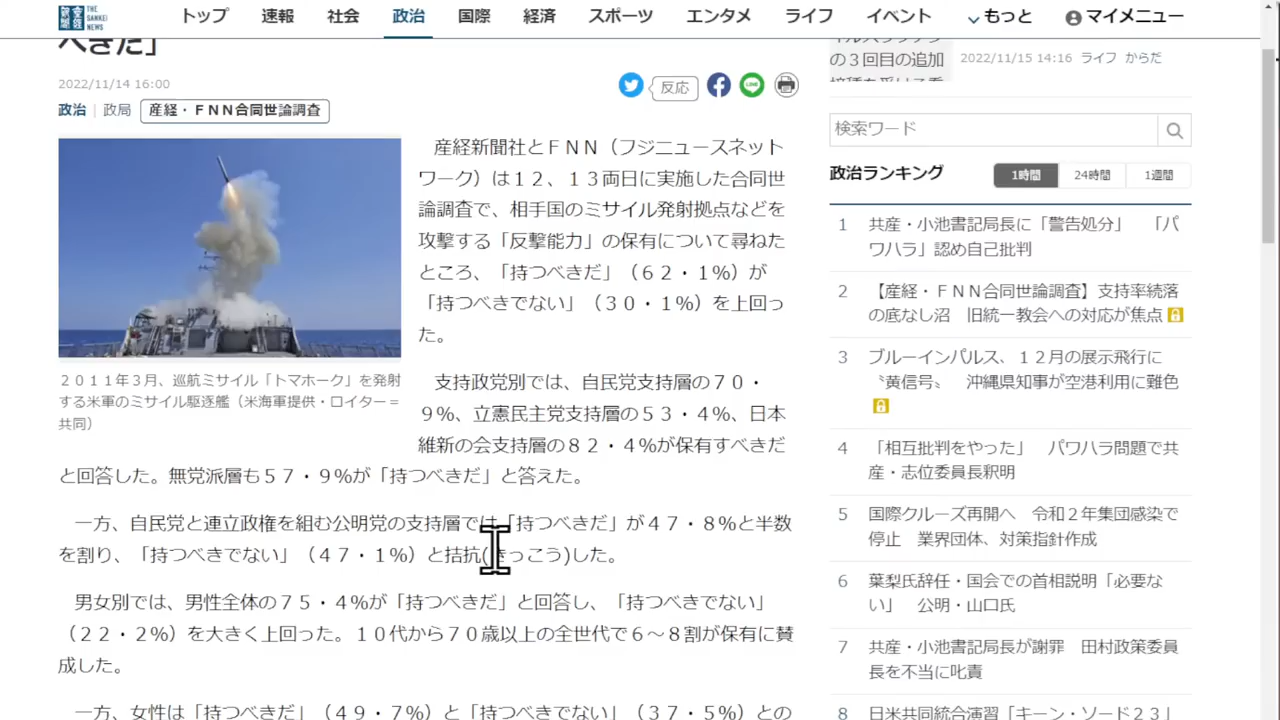 THE SANKEI NEWS
トップ 速報 社会 政治 国際 経済 スポーツ エンタメ ライフ イベント もっと マイメニュー
べきだ」
2022/11/14 16:00
反応
政治 | 政局 産経・ＦＮＮ合同世論調査
２０１１年３月、巡航ミサイル「トマホーク」を発射
する米軍のミサイル駆逐艦（米海軍提供・ロイター＝
共同）
産経新聞社とＦＮＮ（フジニュースネット
ワーク）は１２、１３両日に実施した合同世
論調査で、相手国のミサイル発射拠点などを
攻撃する「反撃能力」の保有について尋ねた
ところ、「持つべきだ」（６２・１％）が
「持つべきでない」（３０・１％）を上回っ
た。
支持政党別では、自民党支持層の７０・
９％、立憲民主党支持層の５３・４％、日本
維新の会支持層の８２・４％が保有すべきだ
と回答した。無党派層も５７・９％が「持つべきだ」と答えた。
一方、自民党と連立政権を組む公明党の支持層では「持つべきだ」が４７・８％と半数
を割り、「持つべきでない」（４７・１％）と拮抗(きっこう)した。
男女別では、男性全体の７５・４％が「持つべきだ」と回答し、「持つべきでない」
（２２・２％）を大きく上回った。１０代から７０歳以上の全世代で６～８割が保有に賛
成した。
一方、女性は「持つべきだ」（４９・７％）と「持つべきでない」（３７・５％）との
の３回目の追加
2022/11/15 14:16 ライフ からだ
検索ワード
政治ランキング 1時間 24時間 1週間
1 共産・小池書記局長に「警告処分」　「パ
ワハラ」認め自己批判
2 【産経・ＦＮＮ合同世論調査】支持率続落
の底なし沼　旧統一教会への対応が焦点
3 ブルーインパルス、１２月の展示飛行に
〝黄信号〟　沖縄県知事が空港利用に難色
4 「相互批判をやった」　パワハラ問題で共
産・志位委員長釈明
5 国際クルーズ再開へ　令和２年集団感染で
停止　業界団体、対策指針作成
6 葉梨氏辞任・国会での首相説明「必要な
い」　公明・山口氏
7 共産・小池書記局長が謝罪　田村政策委員
長を不当に叱責
8 日米共同統合演習「キーン・ソード２３」